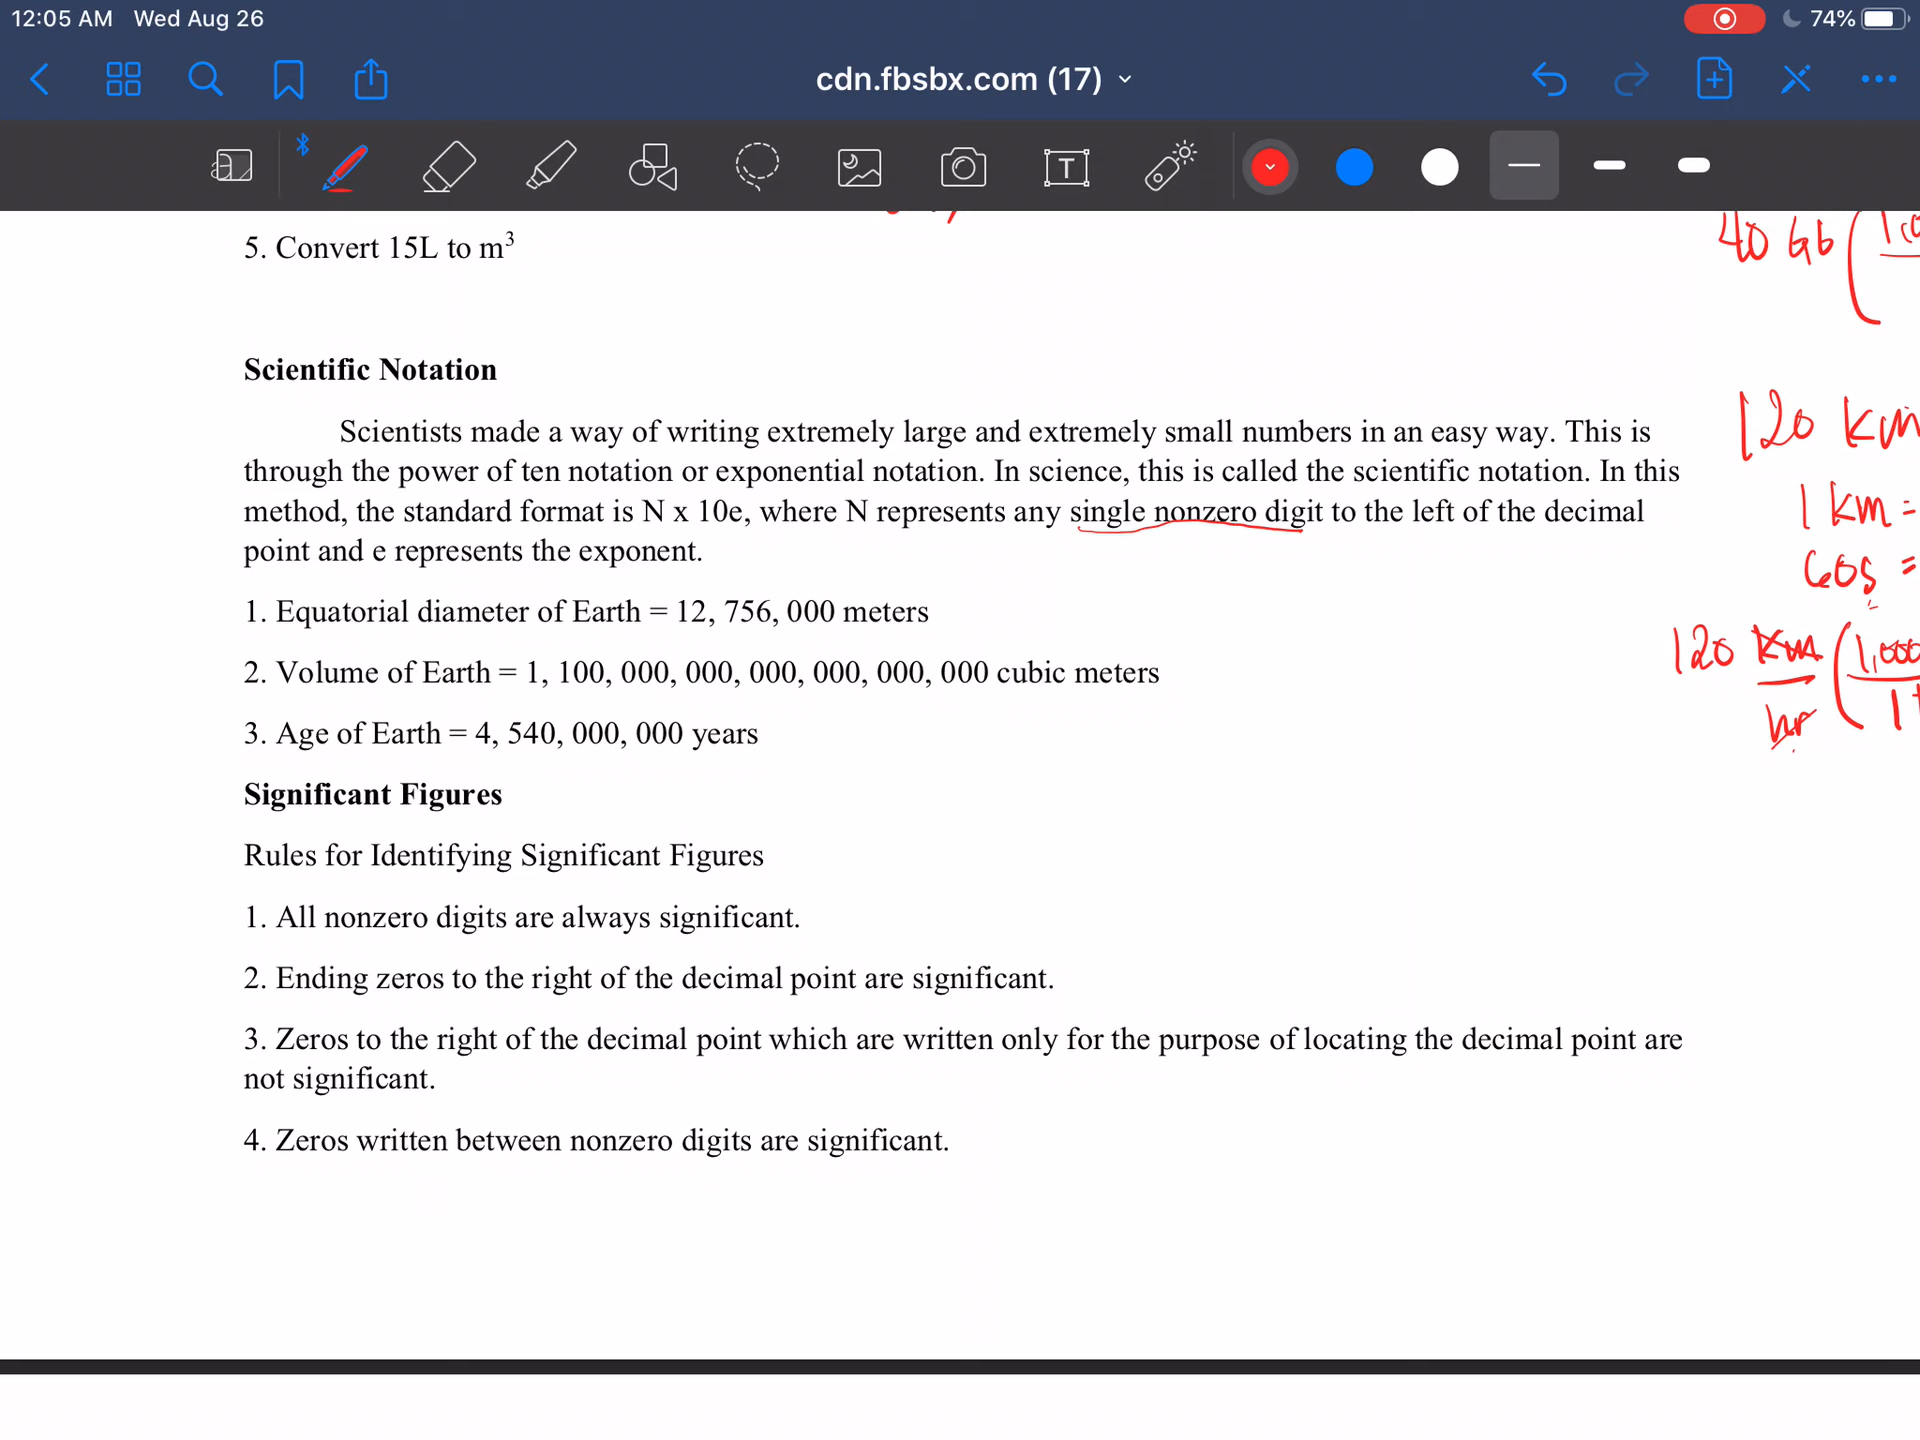 12:05 AM Wed Aug 26
74%
cdn.fbsbx.com (17)
5. Convert 15L to m³
40 Gb
Scientific Notation
Scientists made a way of writing extremely large and extremely small numbers in an easy way. This is
through the power of ten notation or exponential notation. In science, this is called the scientific notation. In this
method, the standard format is N x 10e, where N represents any single nonzero digit to the left of the decimal
point and e represents the exponent.
120 km
1 km =
60s =
1. Equatorial diameter of Earth = 12, 756, 000 meters
120 km/hr (1,000
2. Volume of Earth = 1, 100, 000, 000, 000, 000, 000, 000 cubic meters
3. Age of Earth = 4, 540, 000, 000 years
Significant Figures
Rules for Identifying Significant Figures
1. All nonzero digits are always significant.
2. Ending zeros to the right of the decimal point are significant.
3. Zeros to the right of the decimal point which are written only for the purpose of locating the decimal point are
not significant.
4. Zeros written between nonzero digits are significant.